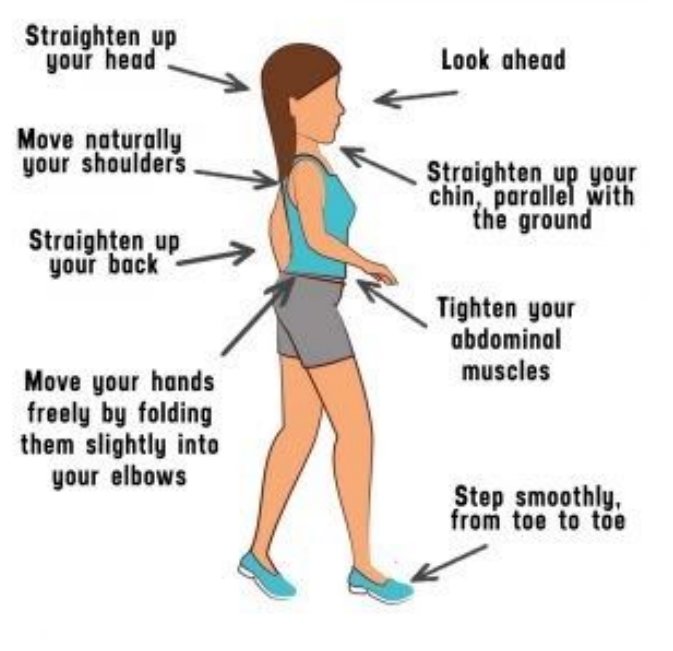 Straighten up
your head
Look ahead
Move naturally
your shoulders
Straighten up your
chin, parallel with
the ground
Straighten up
your back
Tighten your
abdominal
muscles
Move your hands
freely by folding
them slightly into
your elbows
Step smoothly,
from toe to toe